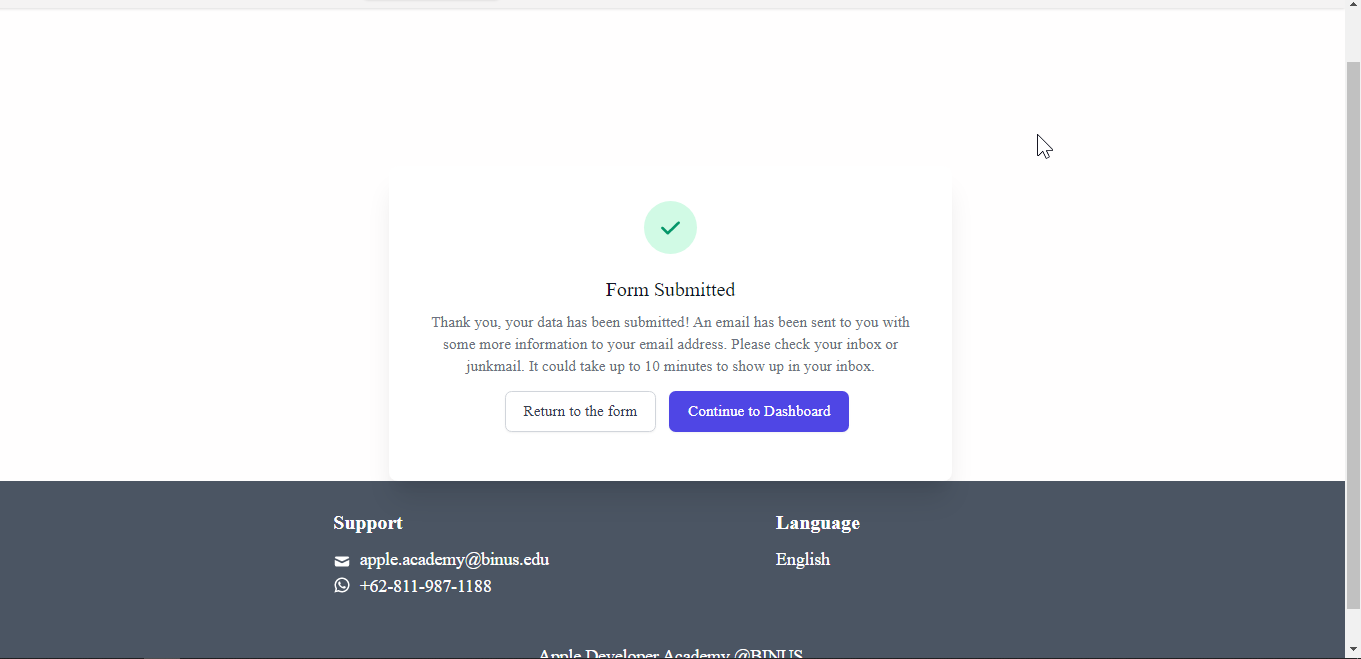 Form Submitted
Thank you, your data has been submitted! An email has been sent to you with
some more information to your email address. Please check your inbox or
junkmail. It could take up to 10 minutes to show up in your inbox.
Return to the form
Continue to Dashboard
Support
apple.academy@binus.edu
+62-811-987-1188
Language
English
Apple Developer Academy @BINUS